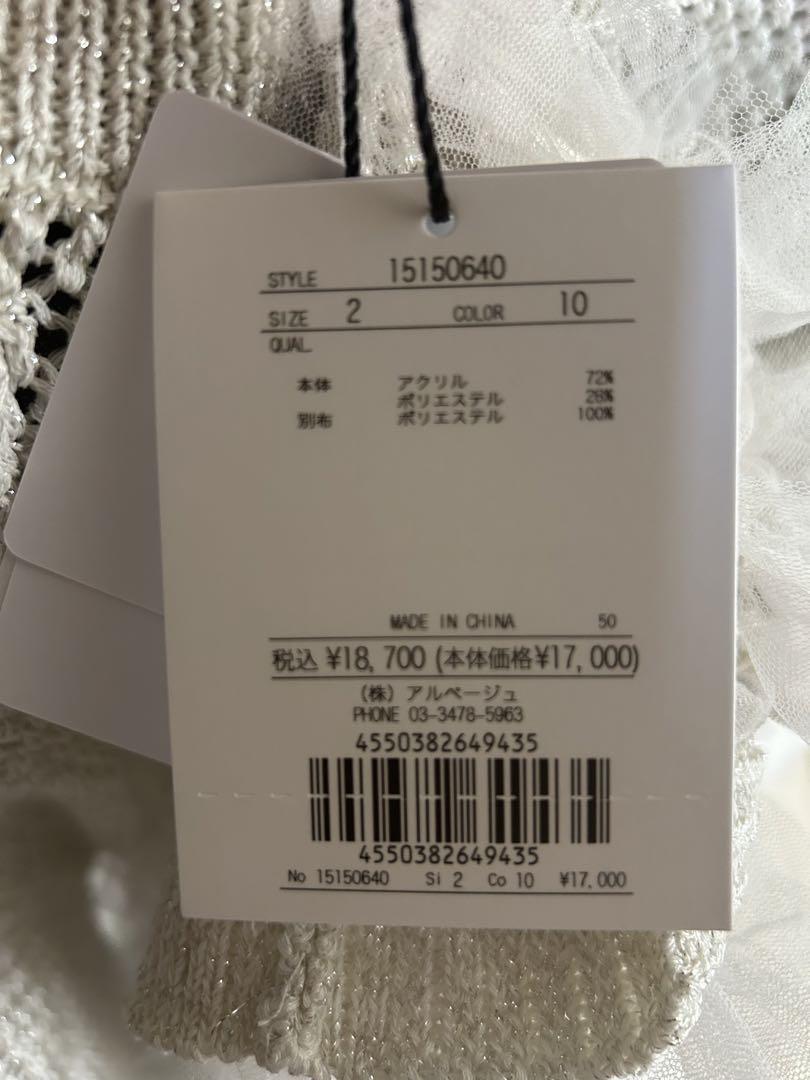 STYLE 15150640
SIZE 2 COLOR 10
QUAL
本体 アクリル 72%
ポリエステル 28%
別布 ポリエステル 100%
MADE IN CHINA 50
税込 ¥18,700 (本体価格¥17,000)
(株) アルページュ
PHONE 03-3478-5963
4550382649435
4550382649435
No 15150640 Si 2 Co 10 ¥17,000